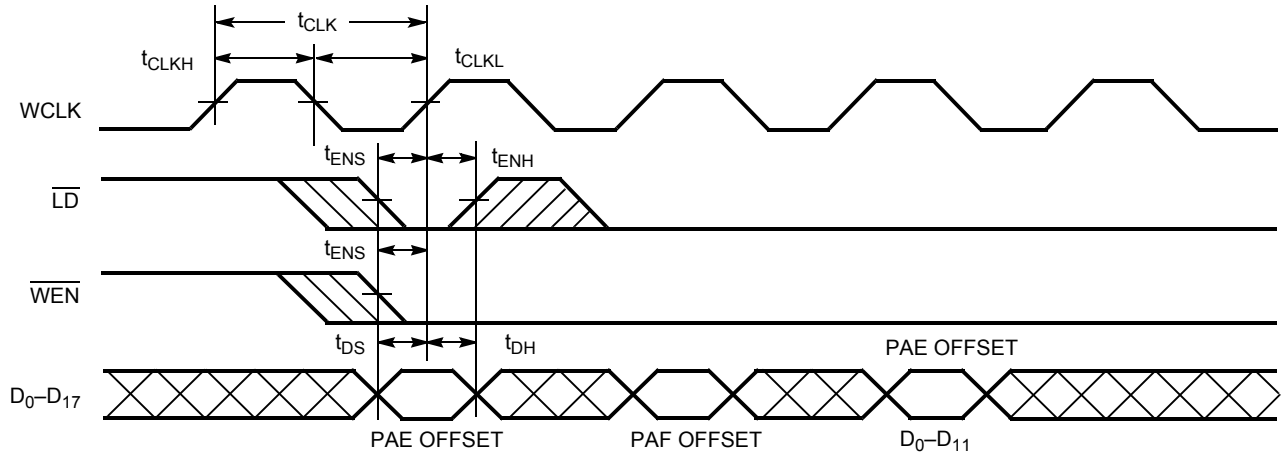 tCLK
tCLKH
tCLKL
WCLK
tENS
tENH
LD
tENS
WEN
tDS
tDH
PAE OFFSET
D0–D17
PAE OFFSET
PAF OFFSET
D0–D11